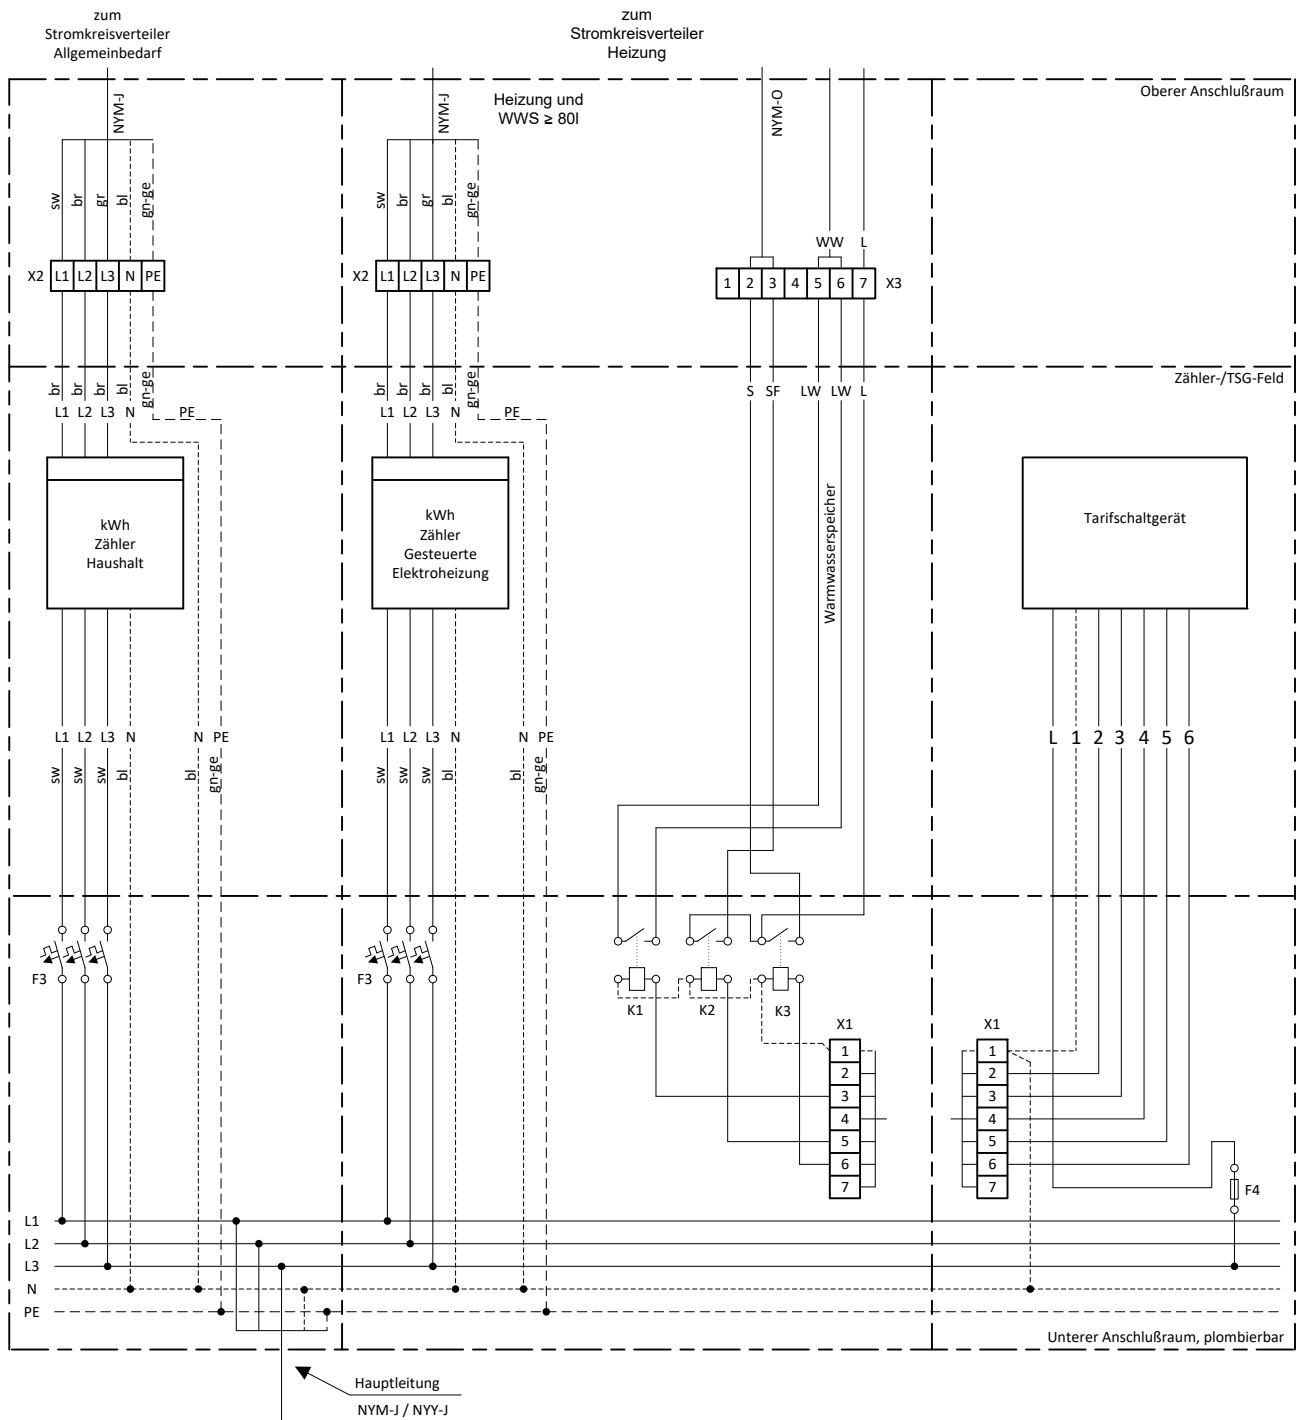 zum
Stromkreisverteiler
Allgemeinbedarf
zum
Stromkreisverteiler
Heizung
NYM-J
NYM-J
Heizung und
WWS ≥ 80l
NYM-O
Oberer Anschlußraum
sw br gr bl gn-ge
sw br gr bl gn-ge
WW L
X2 L1 L2 L3 N PE
X2 L1 L2 L3 N PE
1 2 3 4 5 6 7 X3
Zähler-/TSG-Feld
br br br bl gn-ge
br br br bl gn-ge
S SF LW LW L
L1 L2 L3 N PE
L1 L2 L3 N PE
kWh
Zähler
Haushalt
kWh
Zähler
Gesteuerte
Elektroheizung
Warmwasserspeicher
Tarifschaltgerät
L1 L2 L3 N N PE
L1 L2 L3 N N PE
L 1 2 3 4 5 6
sw sw sw bl bl gn-ge
sw sw sw bl bl gn-ge
F3
F3
K1 K2 K3
X1
1
2
3
4
5
6
7
X1
1
2
3
4
5
6
7
F4
L1
L2
L3
N
PE
Unterer Anschlußraum, plombierbar
Hauptleitung
NYM-J / NYY-J